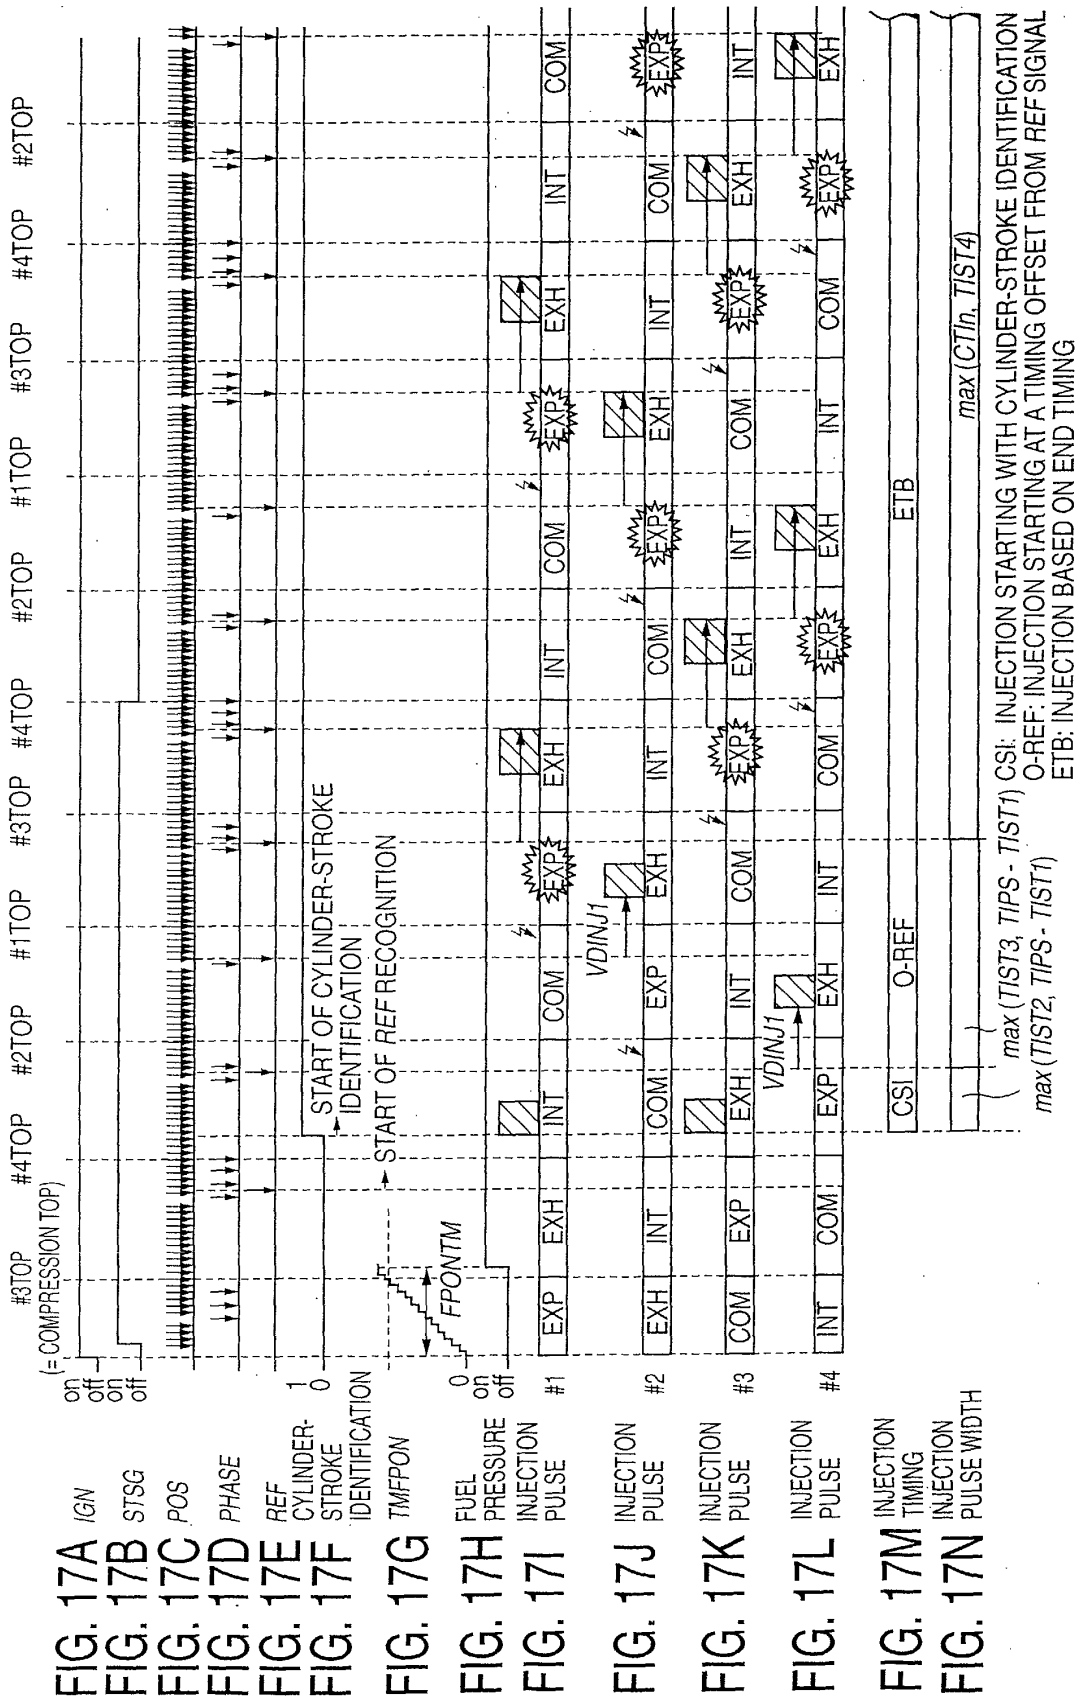 #3TOP #4TOP #2TOP #1TOP #3TOP #4TOP #2TOP #1TOP #3TOP #4TOP #2TOP
(= COMPRESSION TOP)
FIG. 17A IGN on off
FIG. 17B STSG on off
FIG. 17C POS
FIG. 17D PHASE
FIG. 17E REF
FIG. 17F CYLINDER-STROKE IDENTIFICATION 1 0
START OF CYLINDER-STROKE
IDENTIFICATION
FIG. 17G TMFPON 0
START OF REF RECOGNITION
FPONTM
FIG. 17H FUEL PRESSURE on off
FIG. 17I INJECTION PULSE #1 EXP EXH INT COM EXP EXH INT COM EXP EXH INT COM
VDINJ1
FIG. 17J INJECTION PULSE #2 EXH INT COM EXP EXH INT COM EXP EXH INT COM EXP
FIG. 17K INJECTION PULSE #3 COM EXP EXH INT COM EXP EXH INT COM EXP EXH INT
VDINJ1
FIG. 17L INJECTION PULSE #4 INT COM EXP EXH INT COM EXP EXH INT COM EXP EXH
FIG. 17M INJECTION TIMING CSI O-REF ETB
FIG. 17N INJECTION PULSE WIDTH
max (CTIn, TIST4)
max (TIST3, TIPS - TIST1)
max (TIST2, TIPS - TIST1)
CSI: INJECTION STARTING WITH CYLINDER-STROKE IDENTIFICATION
O-REF: INJECTION STARTING AT A TIMING OFFSET FROM REF SIGNAL
ETB: INJECTION BASED ON END TIMING